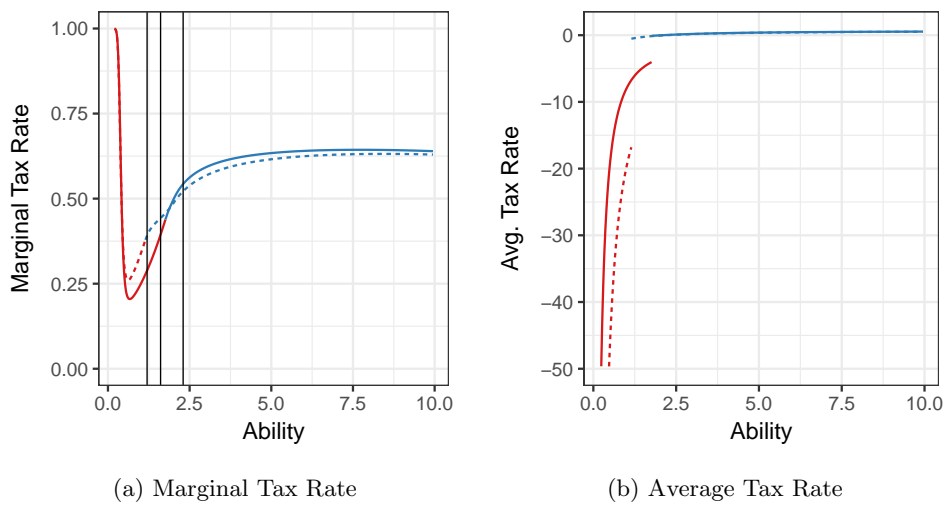 1.00
0.75
0.50
0.25
0.00
Marginal Tax Rate
0.0 2.5 5.0 7.5 10.0
Ability
(a) Marginal Tax Rate
0
−10
−20
−30
−40
−50
Avg. Tax Rate
0.0 2.5 5.0 7.5 10.0
Ability
(b) Average Tax Rate